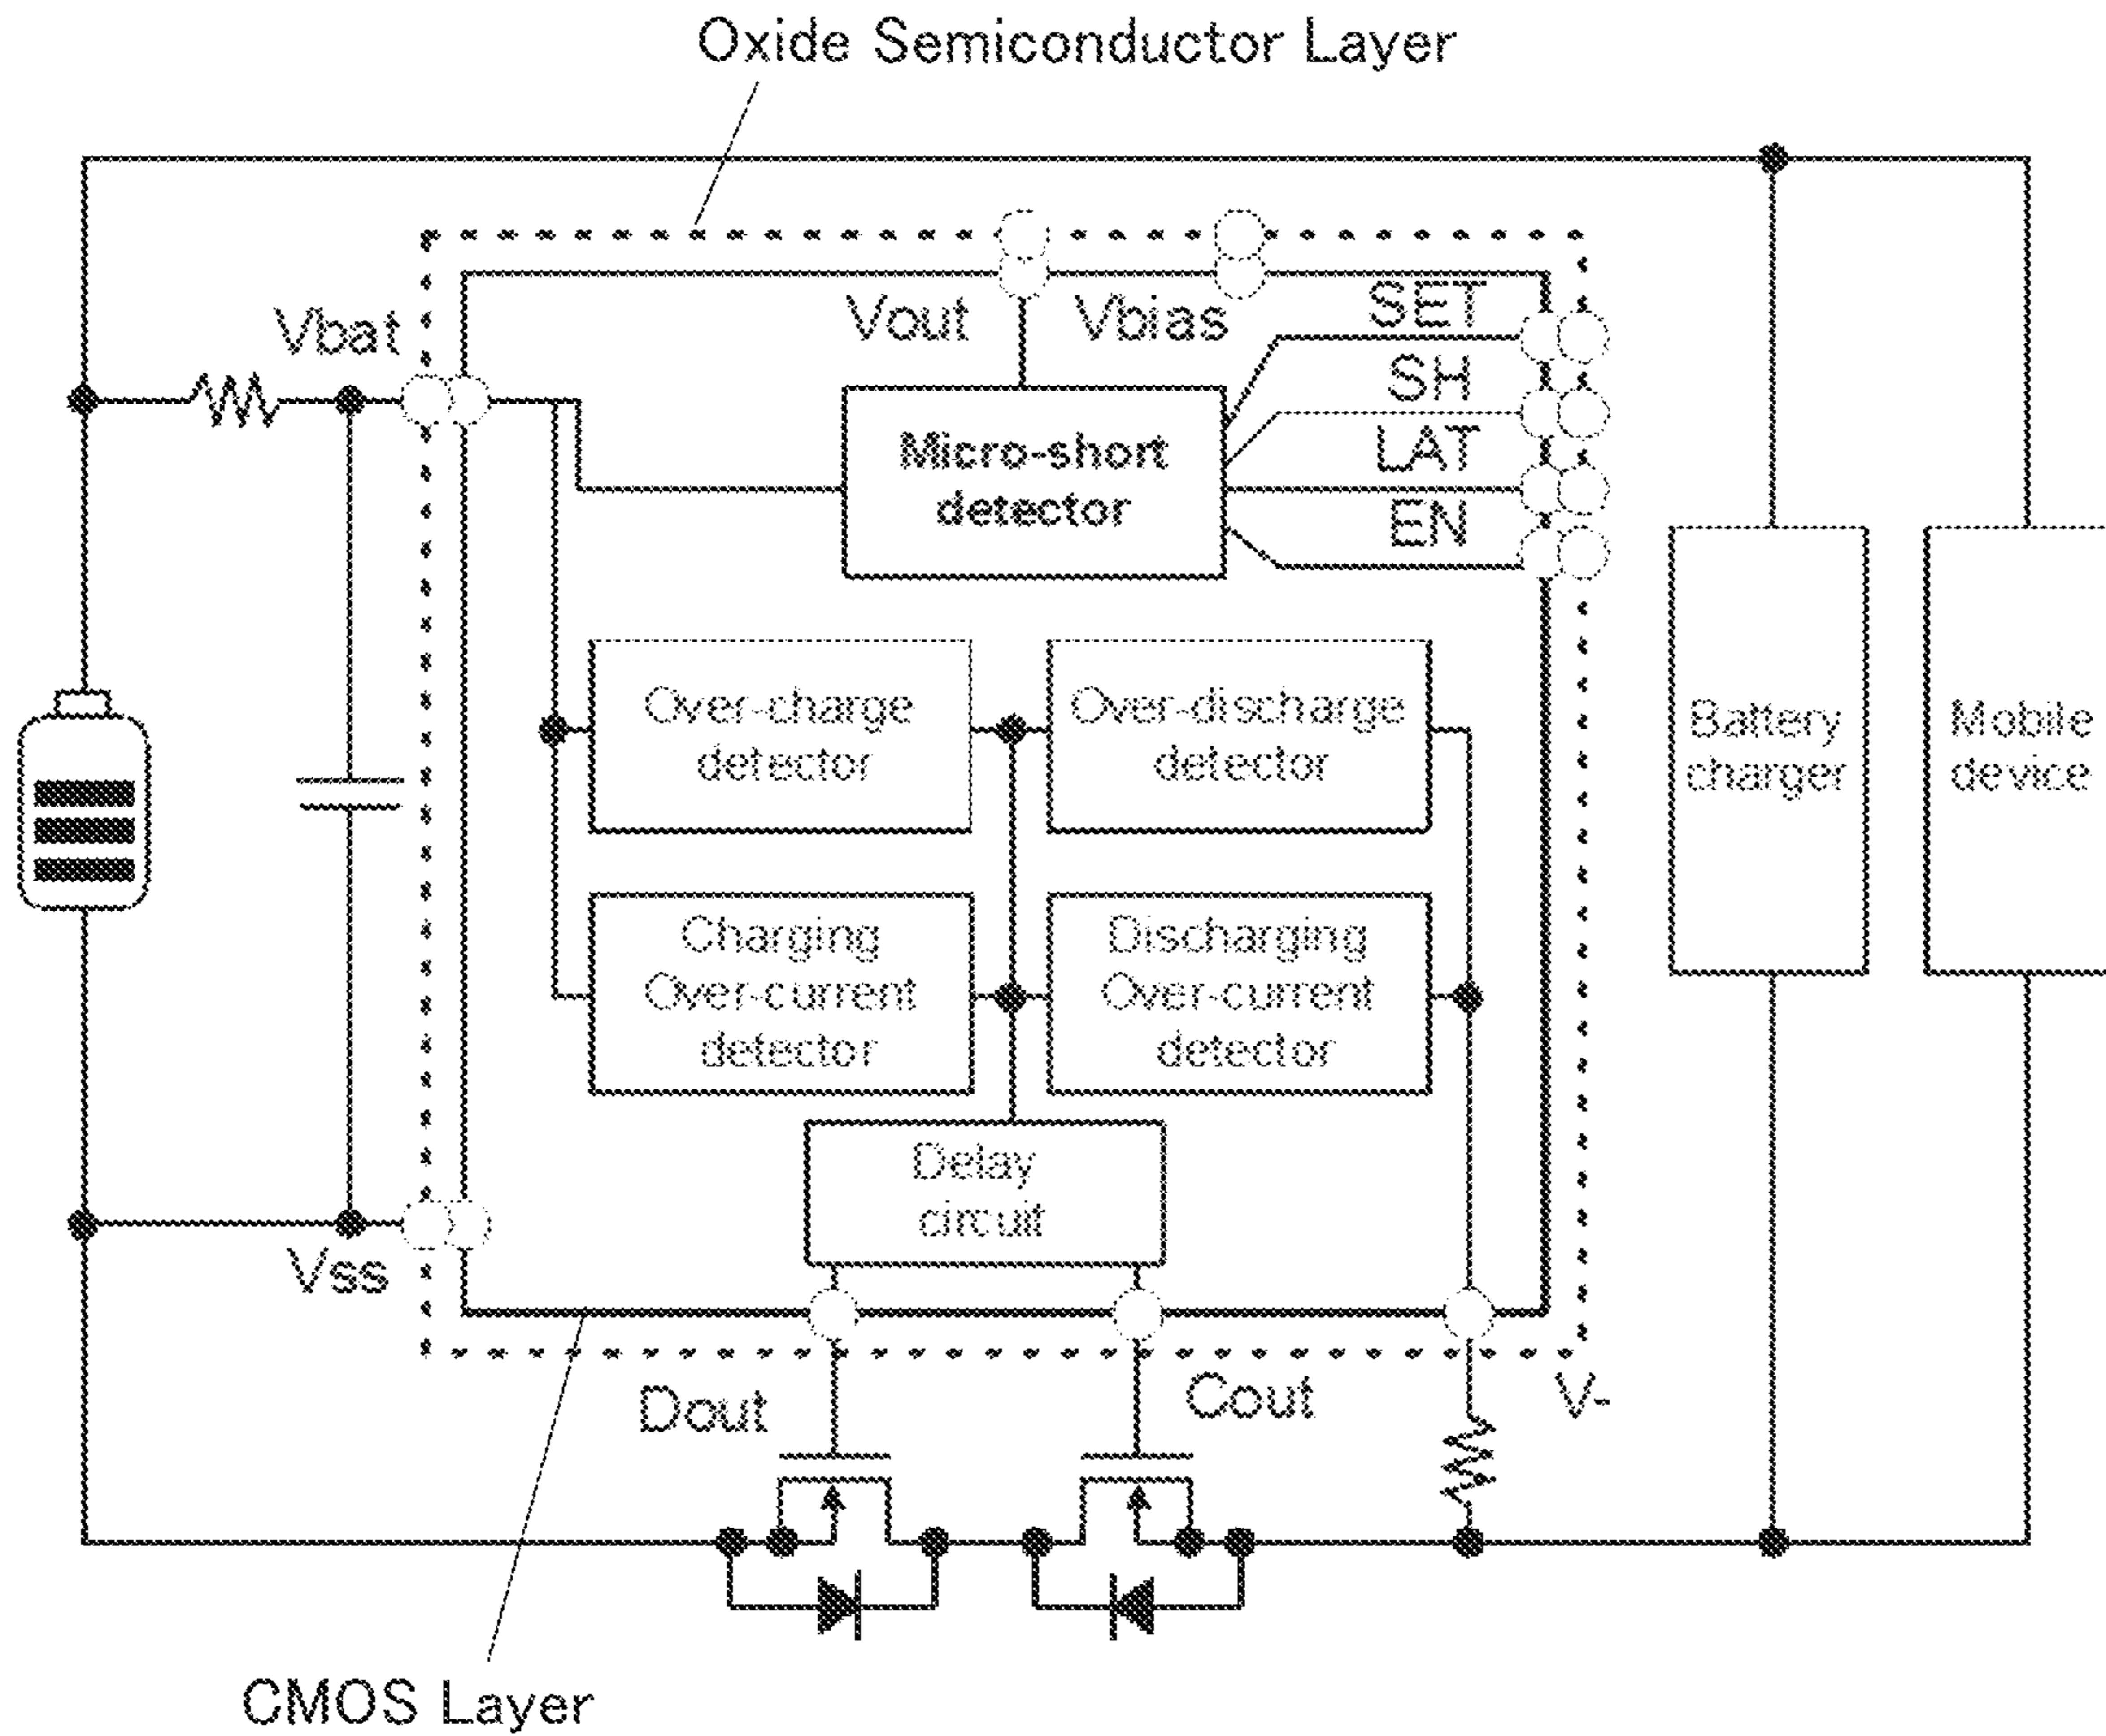 Oxide Semiconductor Layer
Vbat
Vout
Vbias
SET
SH
LAT
EN
Micro-short
detector
Over-charge
detector
Over-discharge
detector
Battery
charger
Mobile
device
Charging
Over-current
detector
Discharging
Over-current
detector
Delay
circuit
Vss
Dout
Cout
V-
CMOS Layer